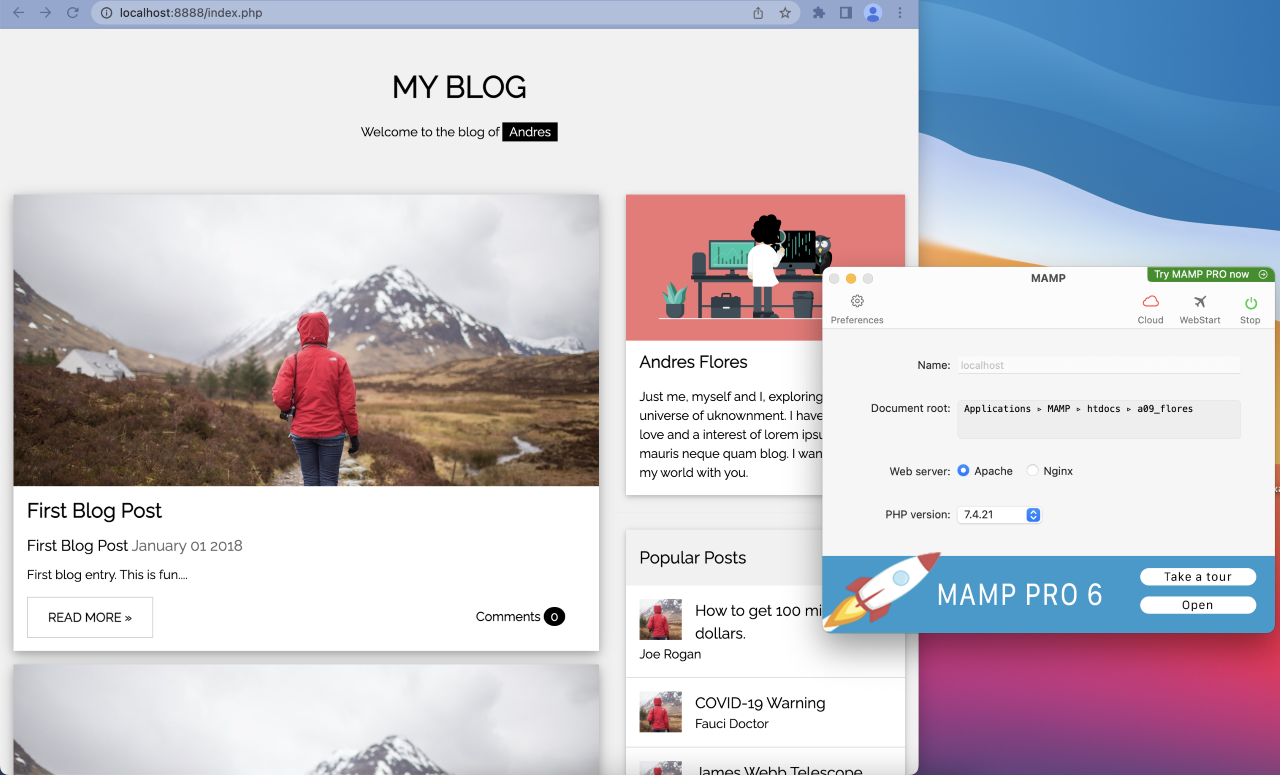 localhost:8888/index.php
MY BLOG
Welcome to the blog of Andres
First Blog Post
First Blog Post January 01 2018
First blog entry. This is fun....
READ MORE »
Comments 0
Andres Flores
Just me, myself and I, exploring
universe of uknownment. I have
love and a interest of lorem
mauris neque quam blog. I
my world with you.
Popular Posts
How to get 100
dollars.
Joe Rogan
COVID-19 Warning
Fauci Doctor
James Webb Telescope
MAMP
Try MAMP PRO now
Preferences
Cloud
WebStart
Stop
Name: localhost
Document root: Applications ▸ MAMP ▸ htdocs ▸ a09_flores
Web server: Apache Nginx
PHP version: 7.4.21
MAMP PRO 6
Take a tour
Open